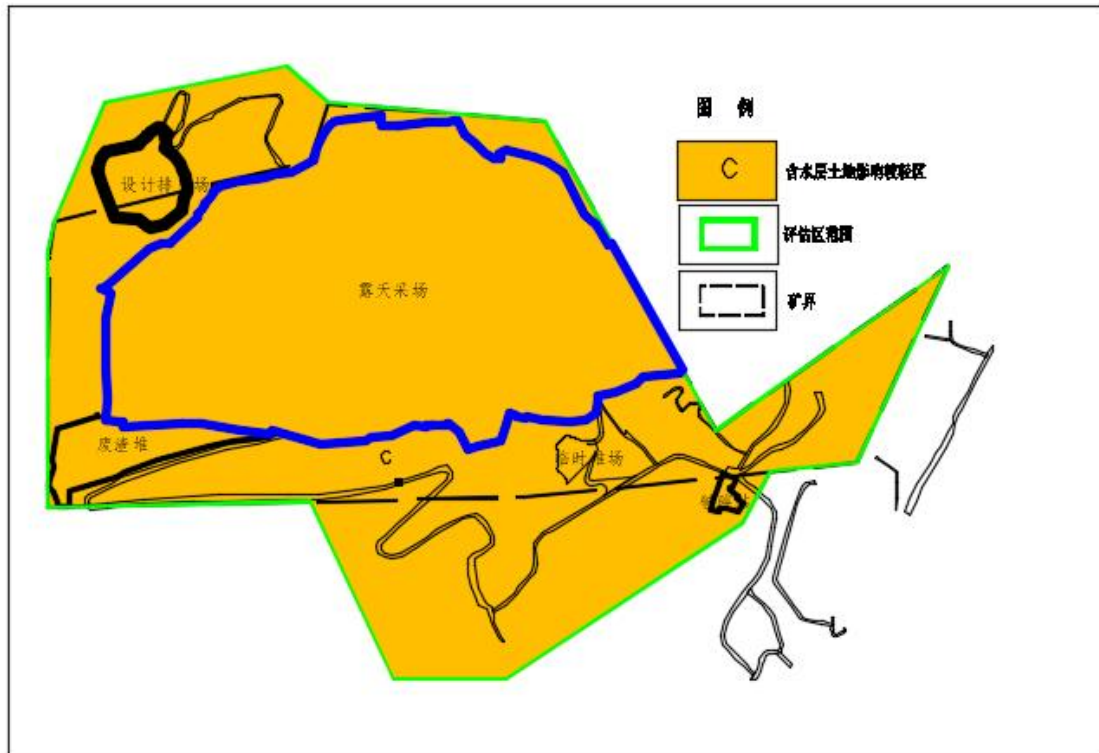 图 例
C
含水层土地影响较轻区
评估区范围
矿界
设计排
场
露天采场
废渣堆
C
临时堆场